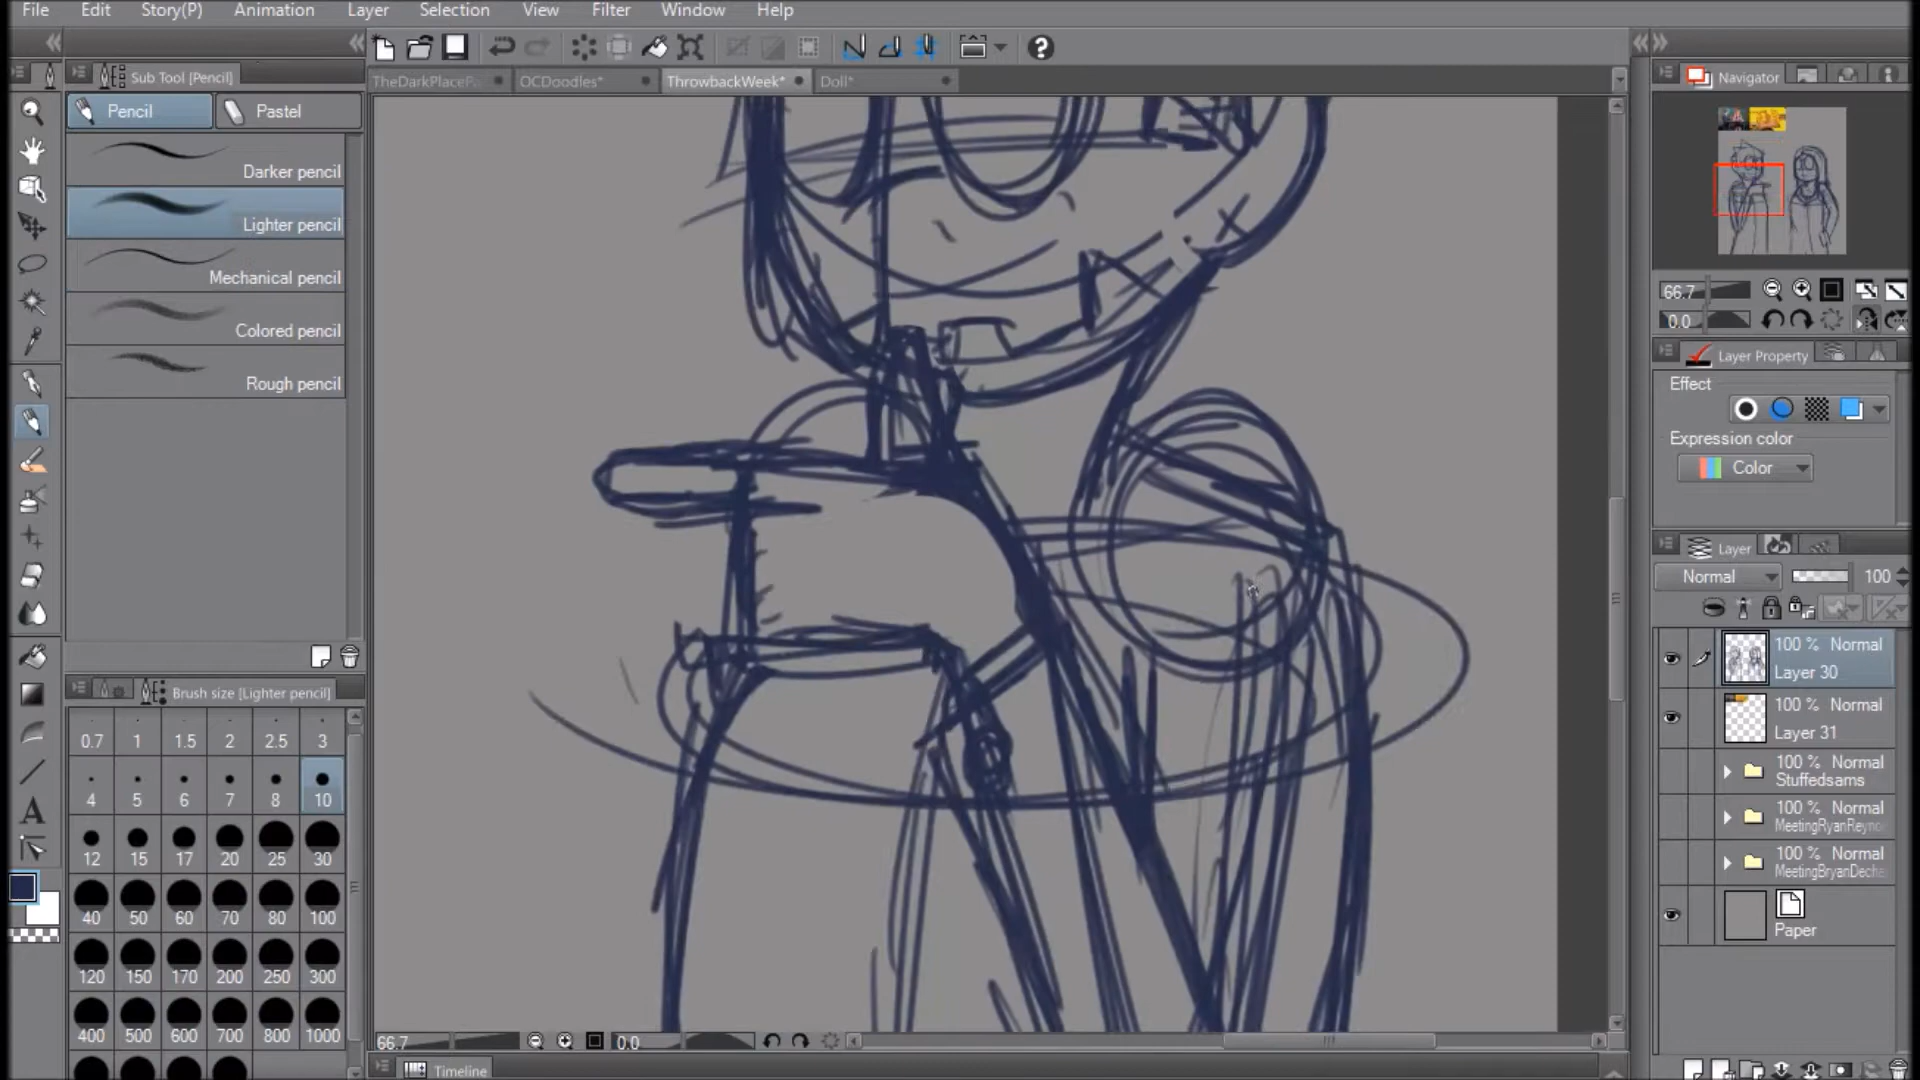 File Edit Story(P) Animation Layer Selection View Filter Window Help
Sub Tool [Pencil]
TheDarkPlaceP OCDoodles* ThrowbackWeek* Doll*
Navigator
Pencil Pastel
Darker pencil
Lighter pencil
Mechanical pencil
Colored pencil
Rough pencil
66.7
0.0
Layer Property
Effect
Expression color
Color
Layer
Normal 100
100 % Normal
Layer 30
100 % Normal
Layer 31
100 % Normal
Stuffedsams
100 % Normal
MeetingRyanReyno
100 % Normal
MeetingBryanDecha
Paper
Brush size [Lighter pencil]
0.7 1 1.5 2 2.5 3
4 5 6 7 8 10
12 15 17 20 25 30
40 50 60 70 80 100
120 150 170 200 250 300
400 500 600 700 800 1000
66.7 0.0
Timeline